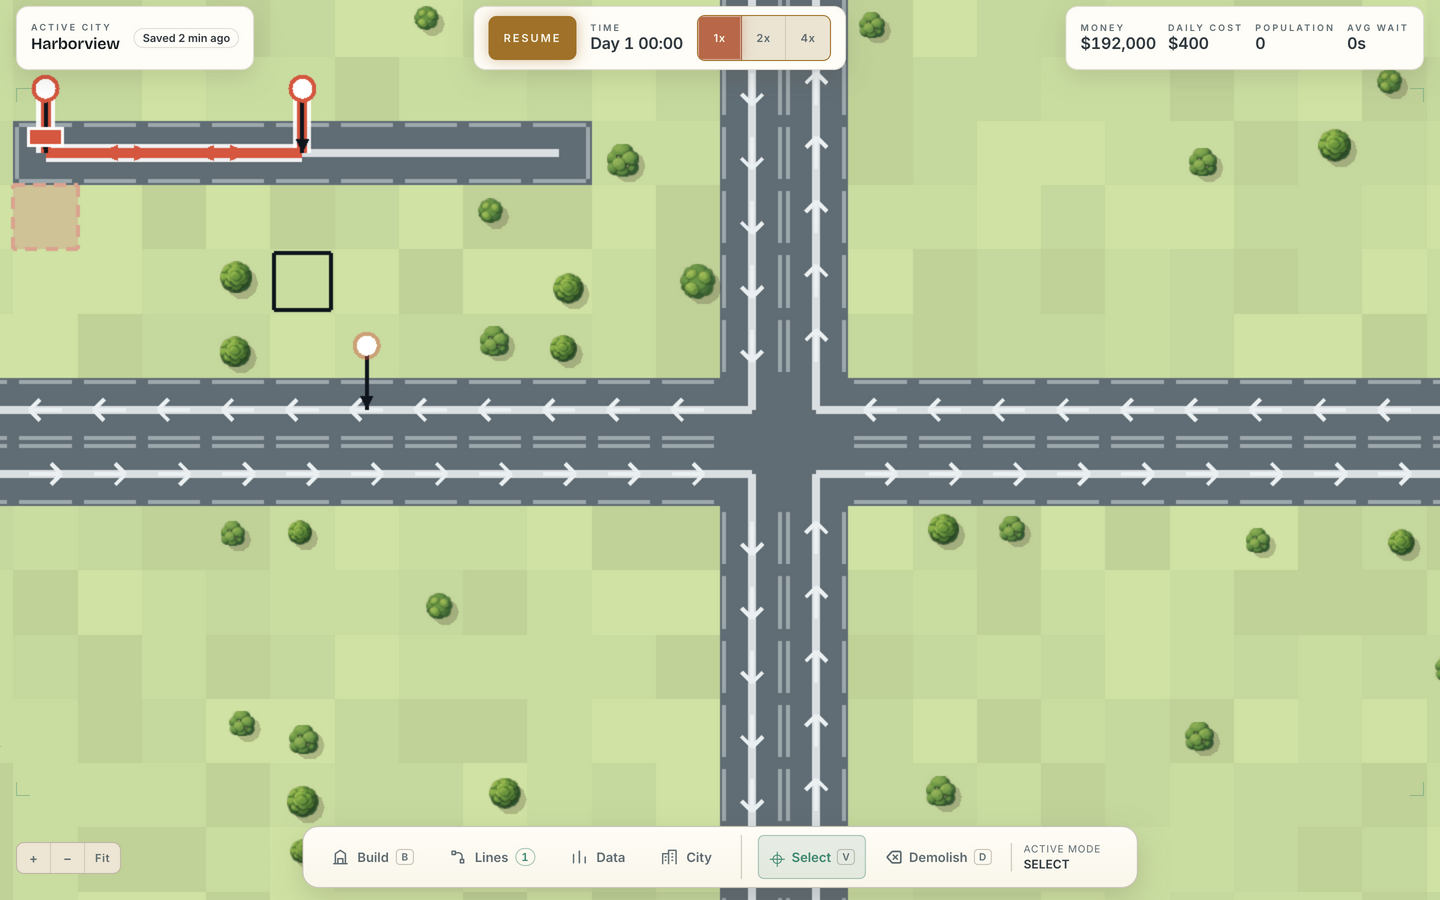 ACTIVE CITY
Harborview
Saved 2 min ago
RESUME
TIME
Day 1 00:00
1x
2x
4x
MONEY
$192,000
DAILY COST
$400
POPULATION
0
AVG WAIT
0s
+
−
Fit
Build B
Lines 1
Data
City
Select V
Demolish D
ACTIVE MODE
SELECT